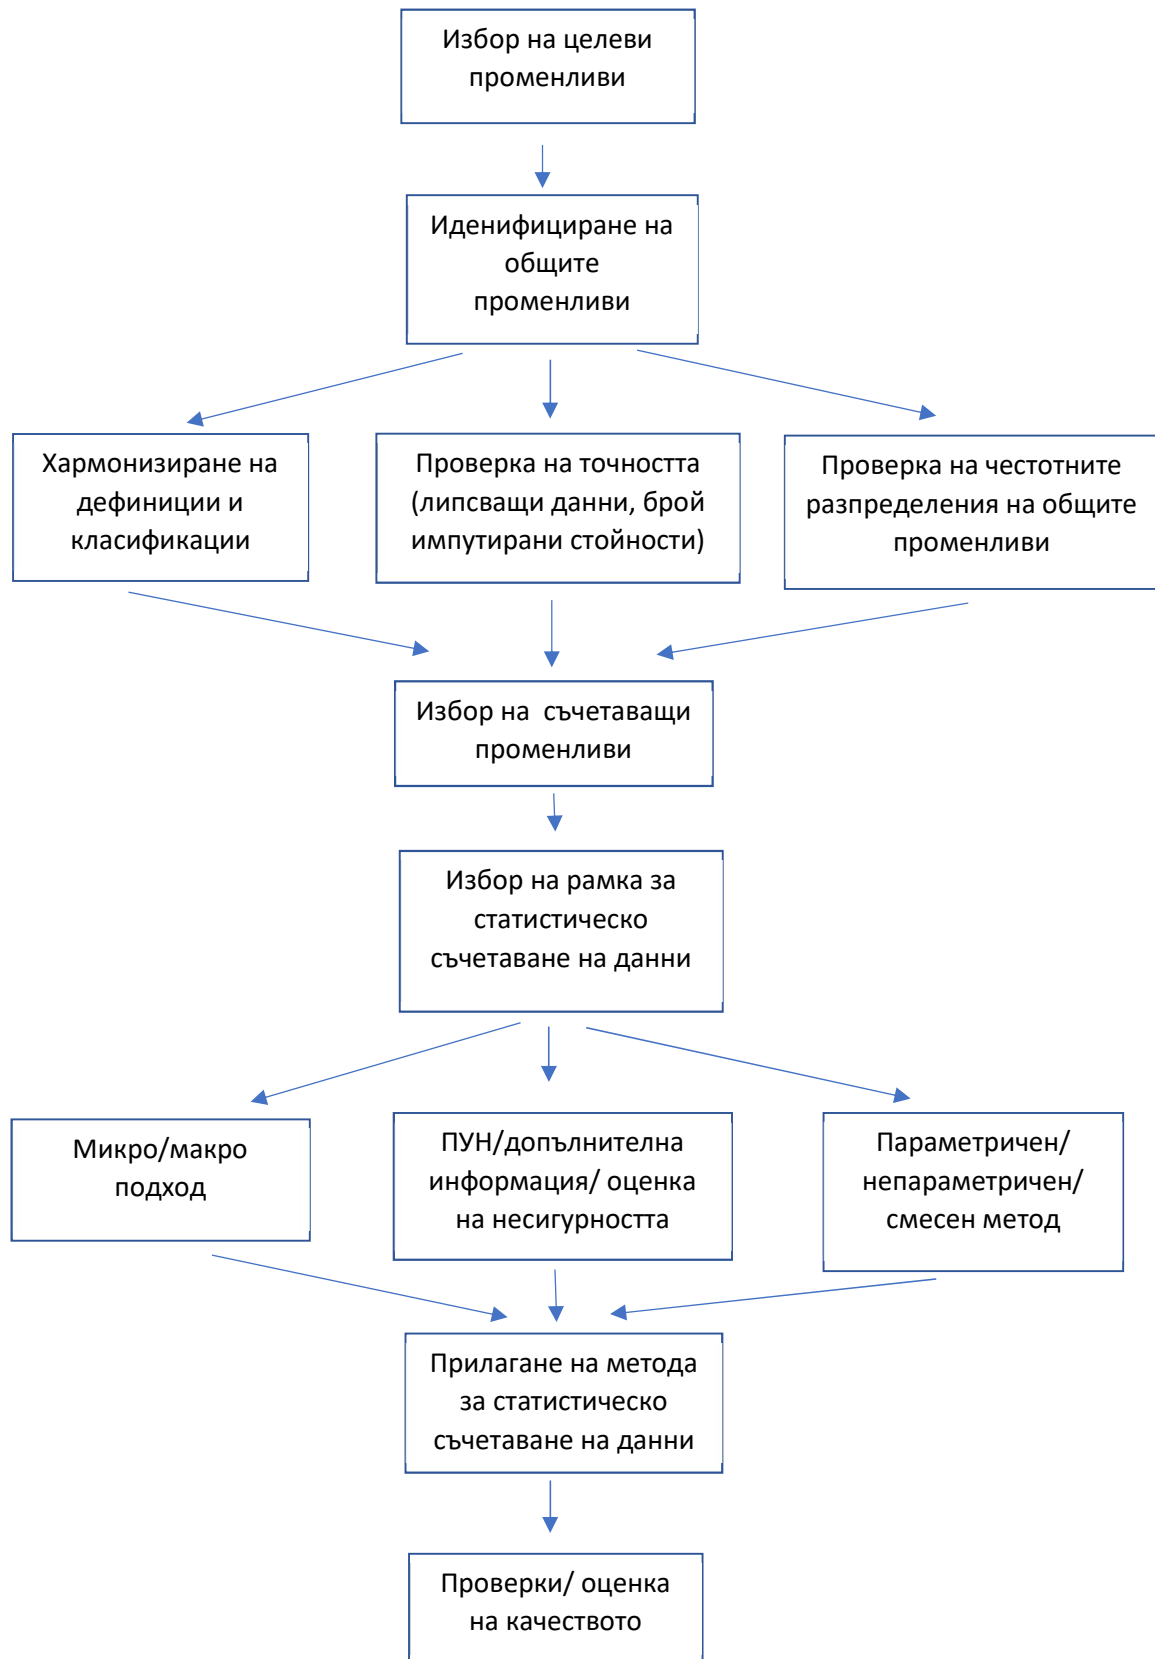 Избор на целеви
променливи
Иденифициране на
общите
променливи
Хармонизиране на
дефиниции и
класификации
Проверка на точността
(липсващи данни, брой
импутирани стойности)
Проверка на честотните
разпределения на общите
променливи
Избор на съчетаващи
променливи
Избор на рамка за
статистическо
съчетаване на данни
Микро/макро
подход
ПУН/допълнителна
информация/ оценка
на несигурността
Параметричен/
непараметричен/
смесен метод
Прилагане на метода
за статистическо
съчетаване на данни
Проверки/ оценка
на качеството